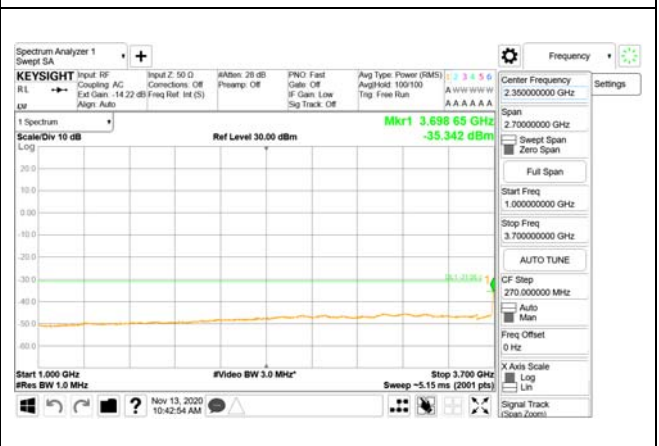 Spectrum Analyzer 1
Swept SA
Frequency
Settings
KEYSIGHT
RL
Input: RF
Coupling: AC
Ext Gain: -14.22 dB
Align: Auto
Input Z: 50 Ω
Corrections: Off
Freq Ref: Int (S)
#Atten: 28 dB
Preamp: Off
PNO: Fast
Gate: Off
IF Gain: Low
Sig Track: Off
Avg Type: Power (RMS)
Avg|Hold: 100/100
Trig: Free Run
1 2 3 4 5 6
A W W W W W
A A A A A A
1 Spectrum
Scale/Div 10 dB
Log
Ref Level 30.00 dBm
Mkr1 3.698 65 GHz
-35.342 dBm
20.0
10.0
0.00
-10.0
-20.0
-30.0
-40.0
-50.0
-60.0
1
Start 1.000 GHz
#Res BW 1.0 MHz
#Video BW 3.0 MHz*
Stop 3.700 GHz
Sweep ~5.15 ms (2001 pts)
Center Frequency
2.350000000 GHz
Span
2.70000000 GHz
Swept Span
Zero Span
Full Span
Start Freq
1.000000000 GHz
Stop Freq
3.700000000 GHz
AUTO TUNE
CF Step
270.000000 MHz
Auto
Man
Freq Offset
0 Hz
X Axis Scale
Log
Lin
Signal Track
(Span Zoom)
Nov 13, 2020
10:42:54 AM